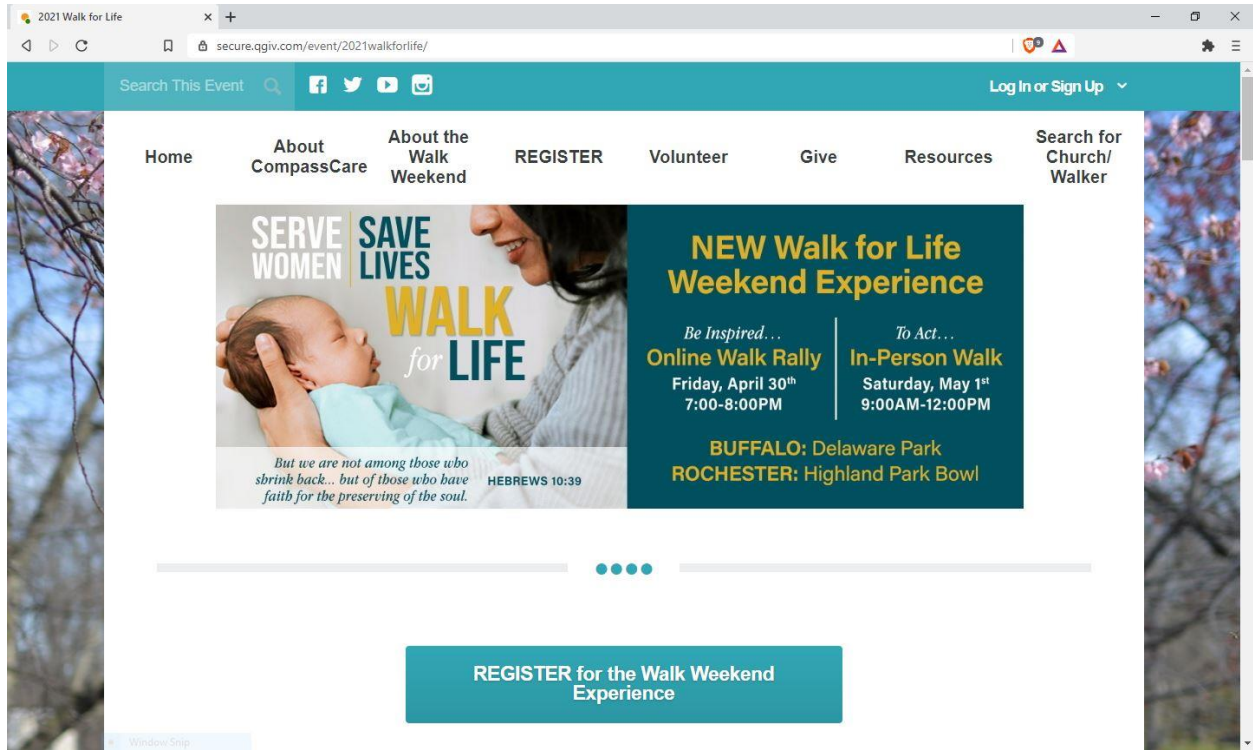 2021 Walk for Life
secure.qgiv.com/event/2021walkforlife/
Search This Event
Log In or Sign Up
Home
About
CompassCare
About the
Walk
Weekend
REGISTER
Volunteer
Give
Resources
Search for
Church/
Walker
SERVE
WOMEN
SAVE
LIVES
WALK
for LIFE
But we are not among those who
shrink back... but of those who have
faith for the preserving of the soul.
HEBREWS 10:39
NEW Walk for Life
Weekend Experience
Be Inspired...
Online Walk Rally
Friday, April 30th
7:00-8:00PM
To Act...
In-Person Walk
Saturday, May 1st
9:00AM-12:00PM
BUFFALO: Delaware Park
ROCHESTER: Highland Park Bowl
REGISTER for the Walk Weekend
Experience
Window Snip